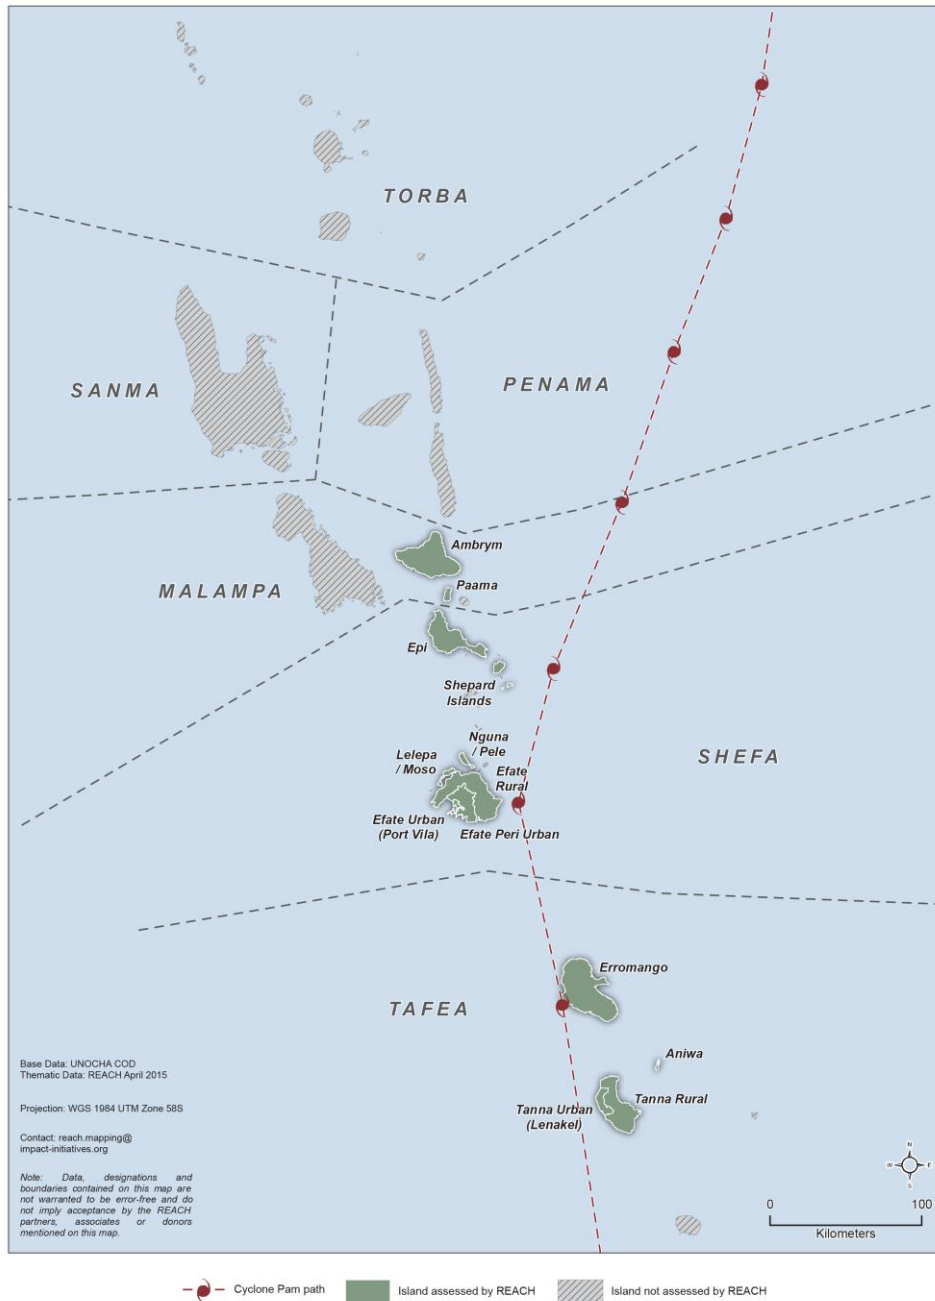 TORBA
SANMA
PENAMA
Ambrym
MALAMPA
Paama
Epi
Shepard
Islands
Nguna
/ Pele
Lelepa
/ Moso
Efate
Rural
SHEFA
Efate Urban
(Port Vila)
Efate Peri Urban
Erromango
TAFEA
Aniwa
Tanna Rural
Tanna Urban
(Lenakel)
Base Data: UNOCHA COD
Thematic Data: REACH April 2015
Projection: WGS 1984 UTM Zone 58S
Contact: reach.mapping@
impact-initiatives.org
Note: Data, designations and
boundaries contained on this map are
not warranted to be error-free and do
not imply acceptance by the REACH
partners, associates or donors
mentioned on this map.
N
W E
S
0 100
Kilometers
Cyclone Pam path
Island assessed by REACH
Island not assessed by REACH